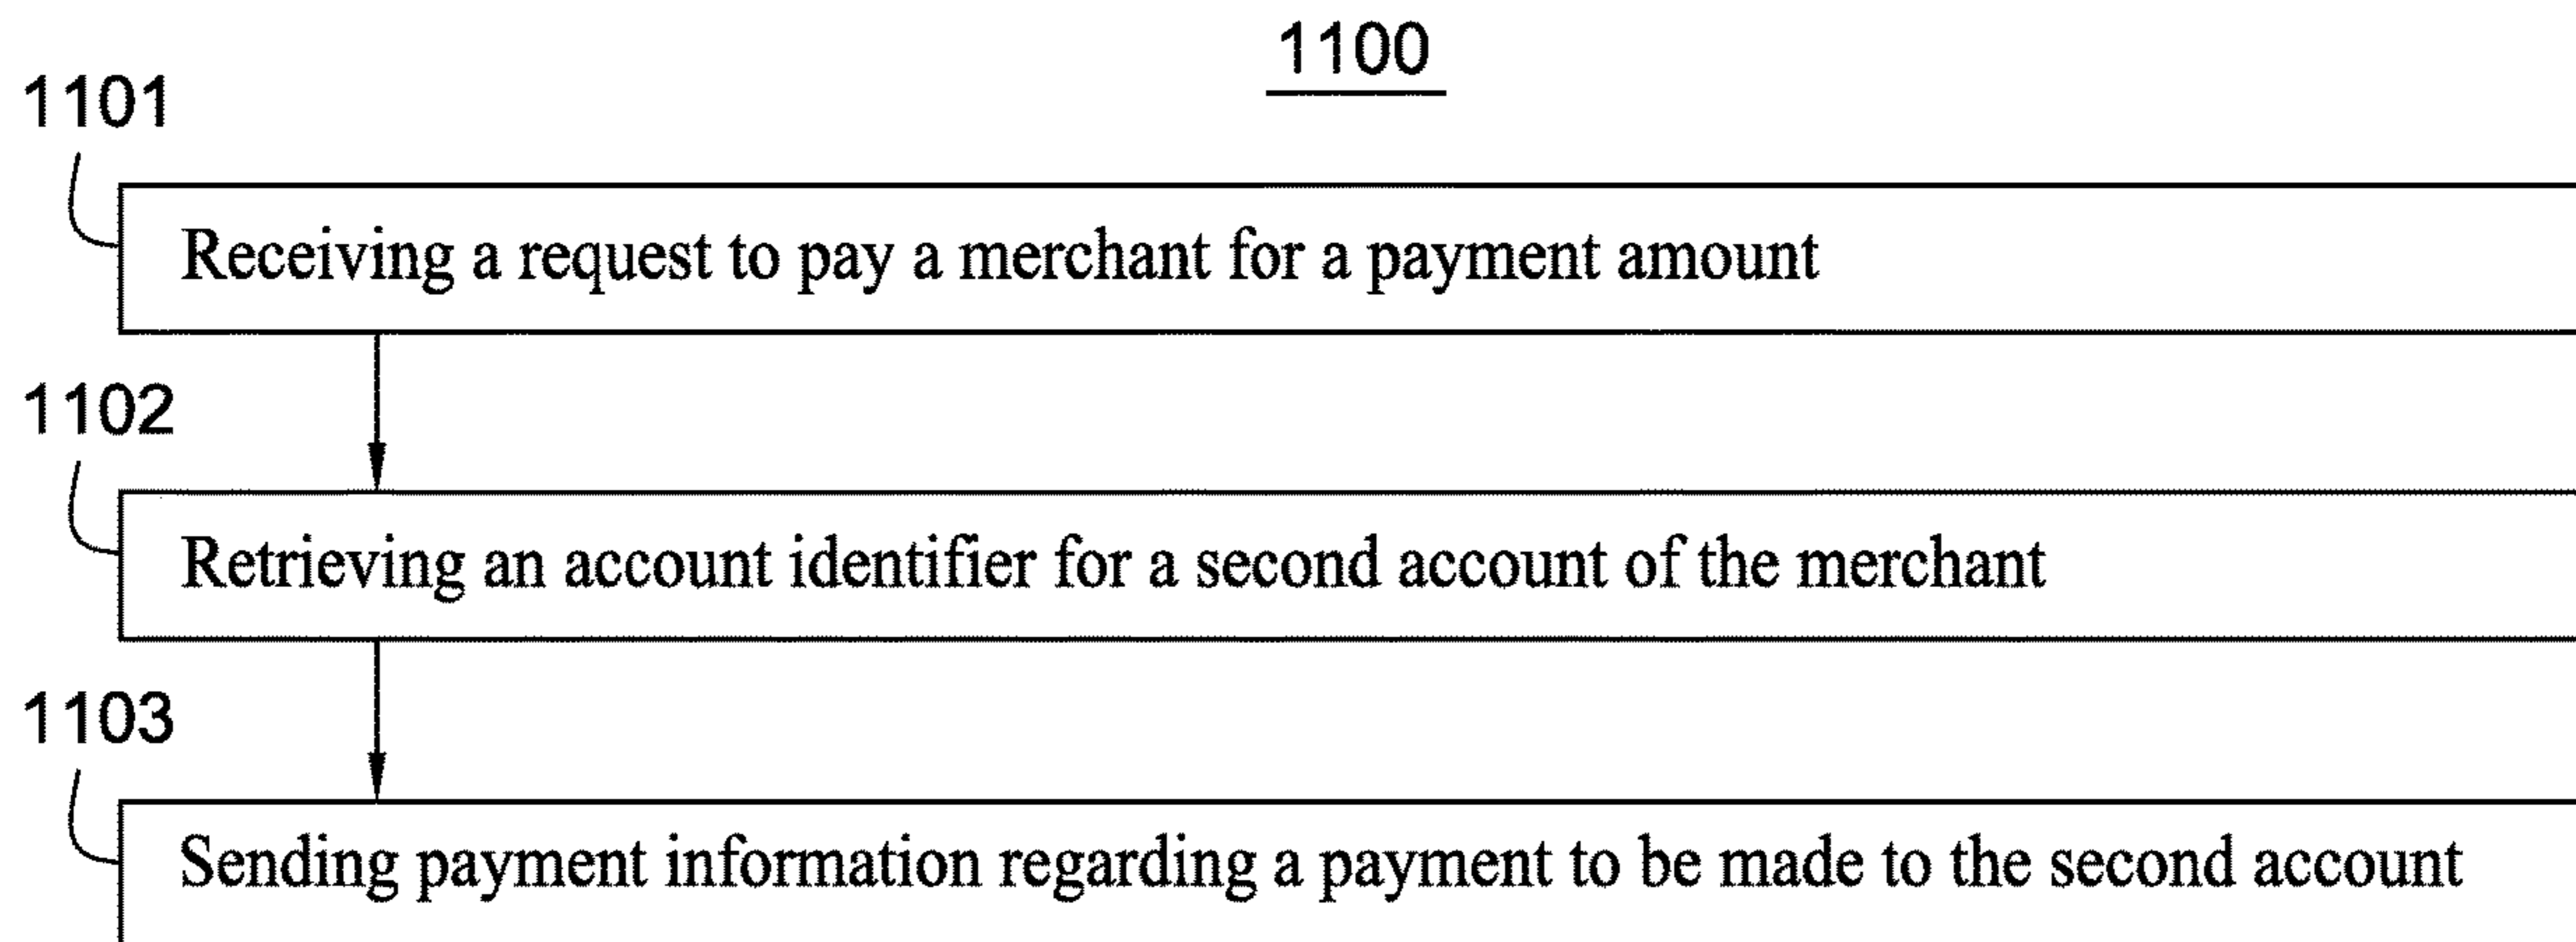 1100
1101
Receiving a request to pay a merchant for a payment amount
1102
Retrieving an account identifier for a second account of the merchant
1103
Sending payment information regarding a payment to be made to the second account